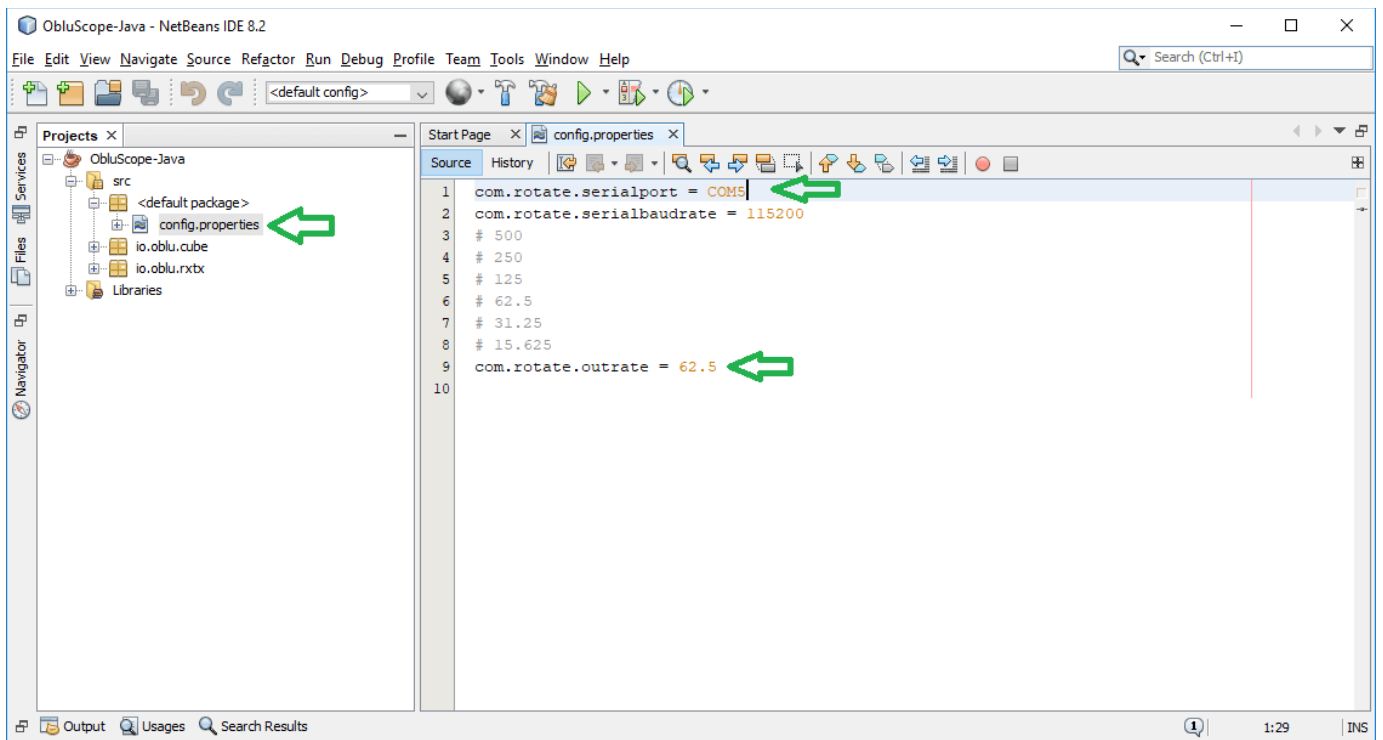 ObluScope-Java - NetBeans IDE 8.2
File Edit View Navigate Source Refactor Run Debug Profile Team Tools Window Help
Search (Ctrl+I)
<default config>
Projects
Start Page
config.properties
Services
Files
Navigator
ObluScope-Java
src
<default package>
config.properties
io.oblu.cube
io.oblu.rxtx
Libraries
Source History
1 com.rotate.serialport = COM5
2 com.rotate.serialbaudrate = 115200
3 # 500
4 # 250
5 # 125
6 # 62.5
7 # 31.25
8 # 15.625
9 com.rotate.outrate = 62.5
10
Output Usages Search Results
1 1:29 INS